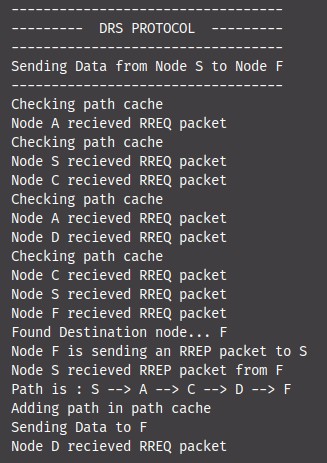 ----------------------------------
---------  DRS PROTOCOL  ---------
----------------------------------
Sending Data from Node S to Node F
----------------------------------
Checking path cache
Node A recieved RREQ packet
Checking path cache
Node S recieved RREQ packet
Node C recieved RREQ packet
Checking path cache
Node A recieved RREQ packet
Node D recieved RREQ packet
Checking path cache
Node C recieved RREQ packet
Node S recieved RREQ packet
Node F recieved RREQ packet
Found Destination node... F
Node F is sending an RREP packet to S
Node S recieved RREP packet from F
Path is : S --> A --> C --> D --> F
Adding path in path cache
Sending Data to F
Node D recieved RREQ packet